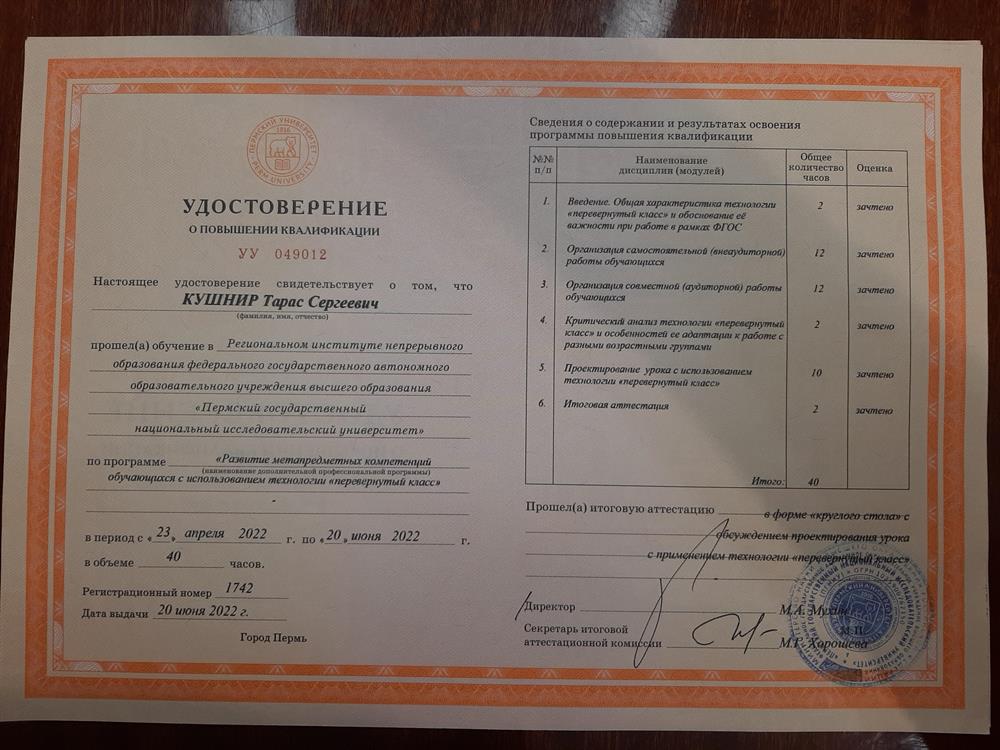 ПЕРМСКИЙ УНИВЕРСИТЕТ
1916
PERM UNIVERSITY
УДОСТОВЕРЕНИЕ
О ПОВЫШЕНИИ КВАЛИФИКАЦИИ
УУ 049012
Настоящее удостоверение свидетельствует о том, что
КУШНИР Тарас Сергеевич
(фамилия, имя, отчество)
прошел(а) обучение в Региональном институте непрерывного
образования федерального государственного автономного
образовательного учреждения высшего образования
«Пермский государственный
национальный исследовательский университет»
по программе «Развитие метапредметных компетенций
(наименование дополнительной профессиональной программы)
обучающихся с использованием технологии «перевернутый класс»
-
в период с «23» апреля 2022 г. по «20» июня 2022 г.
в объеме 40 часов.
Регистрационный номер 1742
Дата выдачи 20 июня 2022 г.
Город Пермь
Сведения о содержании и результатах освоения
программы повышения квалификации
№№ п/п Наименование дисциплин (модулей) Общее количество часов Оценка
1. Введение. Общая характеристика технологии 2 зачтено
«перевернутый класс» и обоснование её
важности при работе в рамках ФГОС
2. Организация самостоятельной (внеаудиторной) 12 зачтено
работы обучающихся
3. Организация совместной (аудиторной) работы 12 зачтено
обучающихся
4. Критический анализ технологии «перевернутый 2 зачтено
класс» и особенностей ее адаптации к работе с
разными возрастными группами
5. Проектирование урока с использованием 10 зачтено
технологии «перевернутый класс»
6. Итоговая аттестация 2 зачтено
Итого: 40
Прошел(а) итоговую аттестацию в форме «круглого стола» с
обсуждением проектирования урока
с применением технологии «перевернутый класс»
Директор М.А.
Секретарь итоговой
аттестационной комиссии М.Г. Хорошева
М.П.